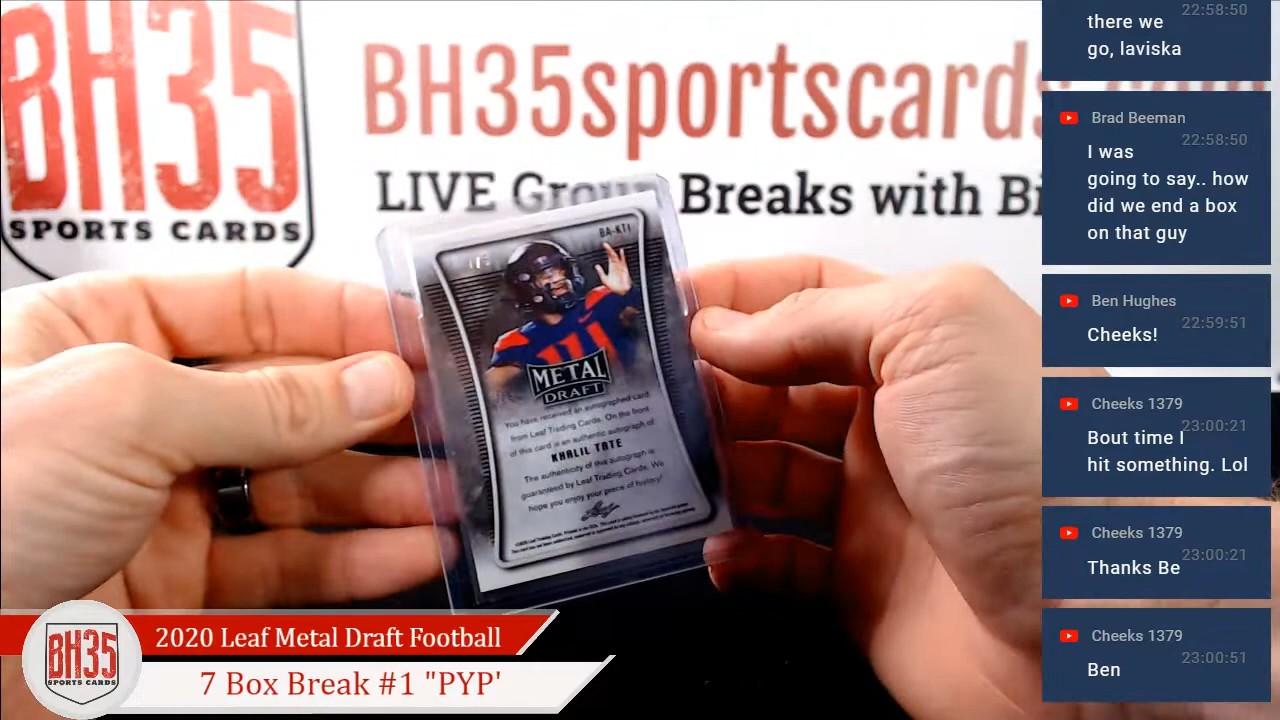 BH35
SPORTS CARDS
BH35sportscards
LIVE Group Breaks with Bi
BA-KT1
METAL
DRAFT
You have received an autographed card
from Leaf Trading Cards. On the front
of this card is an authentic autograph of
KHALIL TATE
The authenticity of this autograph is
guaranteed by Leaf Trading Cards. We
hope you enjoy your piece of history!
Leaf
BH35
SPORTS CARDS
2020 Leaf Metal Draft Football
7 Box Break #1 "PYP'
22:58:50
there we
go, laviska
Brad Beeman
22:58:50
I was
going to say.. how
did we end a box
on that guy
Ben Hughes
22:59:51
Cheeks!
Cheeks 1379
23:00:21
Bout time I
hit something. Lol
Cheeks 1379
23:00:21
Thanks Be
Cheeks 1379
23:00:51
Ben